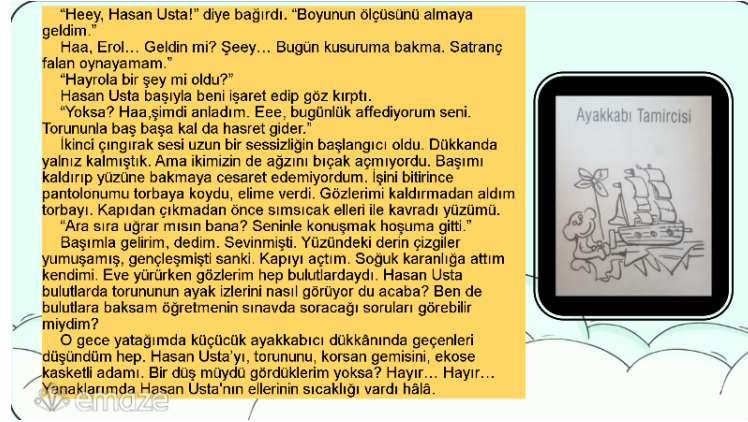 “Heey, Hasan Usta!” diye bağırdı. “Boyunun ölçüsünü almaya
geldim.”
Haa, Erol… Geldin mi? Şeey… Bugün kusuruma bakma. Satranç
falan oynayamam.”
“Hayrola bir şey mi oldu?”
Hasan Usta başıyla beni işaret edip göz kırptı.
“Yoksa? Haa,şimdi anladım. Eee, bugünlük affediyorum seni.
Torununla baş başa kal da hasret gider.”
İkinci çıngırak sesi uzun bir sessizliğin başlangıcı oldu. Dükkanda
yalnız kalmıştık. Ama ikimizin de ağzını bıçak açmıyordu. Başımı
kaldırıp yüzüne bakmaya cesaret edemiyordum. İşini bitirince
pantolonumu torbaya koydu, elime verdi. Gözlerimi kaldırmadan aldım
torbayı. Kapıdan çıkmadan önce sımsıcak elleri ile kavradı yüzümü.
“Ara sıra uğrar mısın bana? Seninle konuşmak hoşuma gitti.”
Başımla gelirim, dedim. Sevinmişti. Yüzündeki derin çizgiler
yumuşamış, gençleşmişti sanki. Kapıyı açtım. Soğuk karanlığa attım
kendimi. Eve yürürken gözlerim hep bulutlardaydı. Hasan Usta
bulutlarda torununun ayak izlerini nasıl görüyor du acaba? Ben de
bulutlara baksam öğretmenin sınavda soracağı soruları görebilir
miydim?
O gece yatağımda küçücük ayakkabıcı dükkânında geçenleri
düşündüm hep. Hasan Usta’yı, torununu, korsan gemisini, ekose
kasketli adamı. Bir düş müydü gördüklerim yoksa? Hayır… Hayır…
Yanaklarımda Hasan Usta'nın ellerinin sıcaklığı vardı hâlâ.
Ayakkabı Tamircisi
emaze